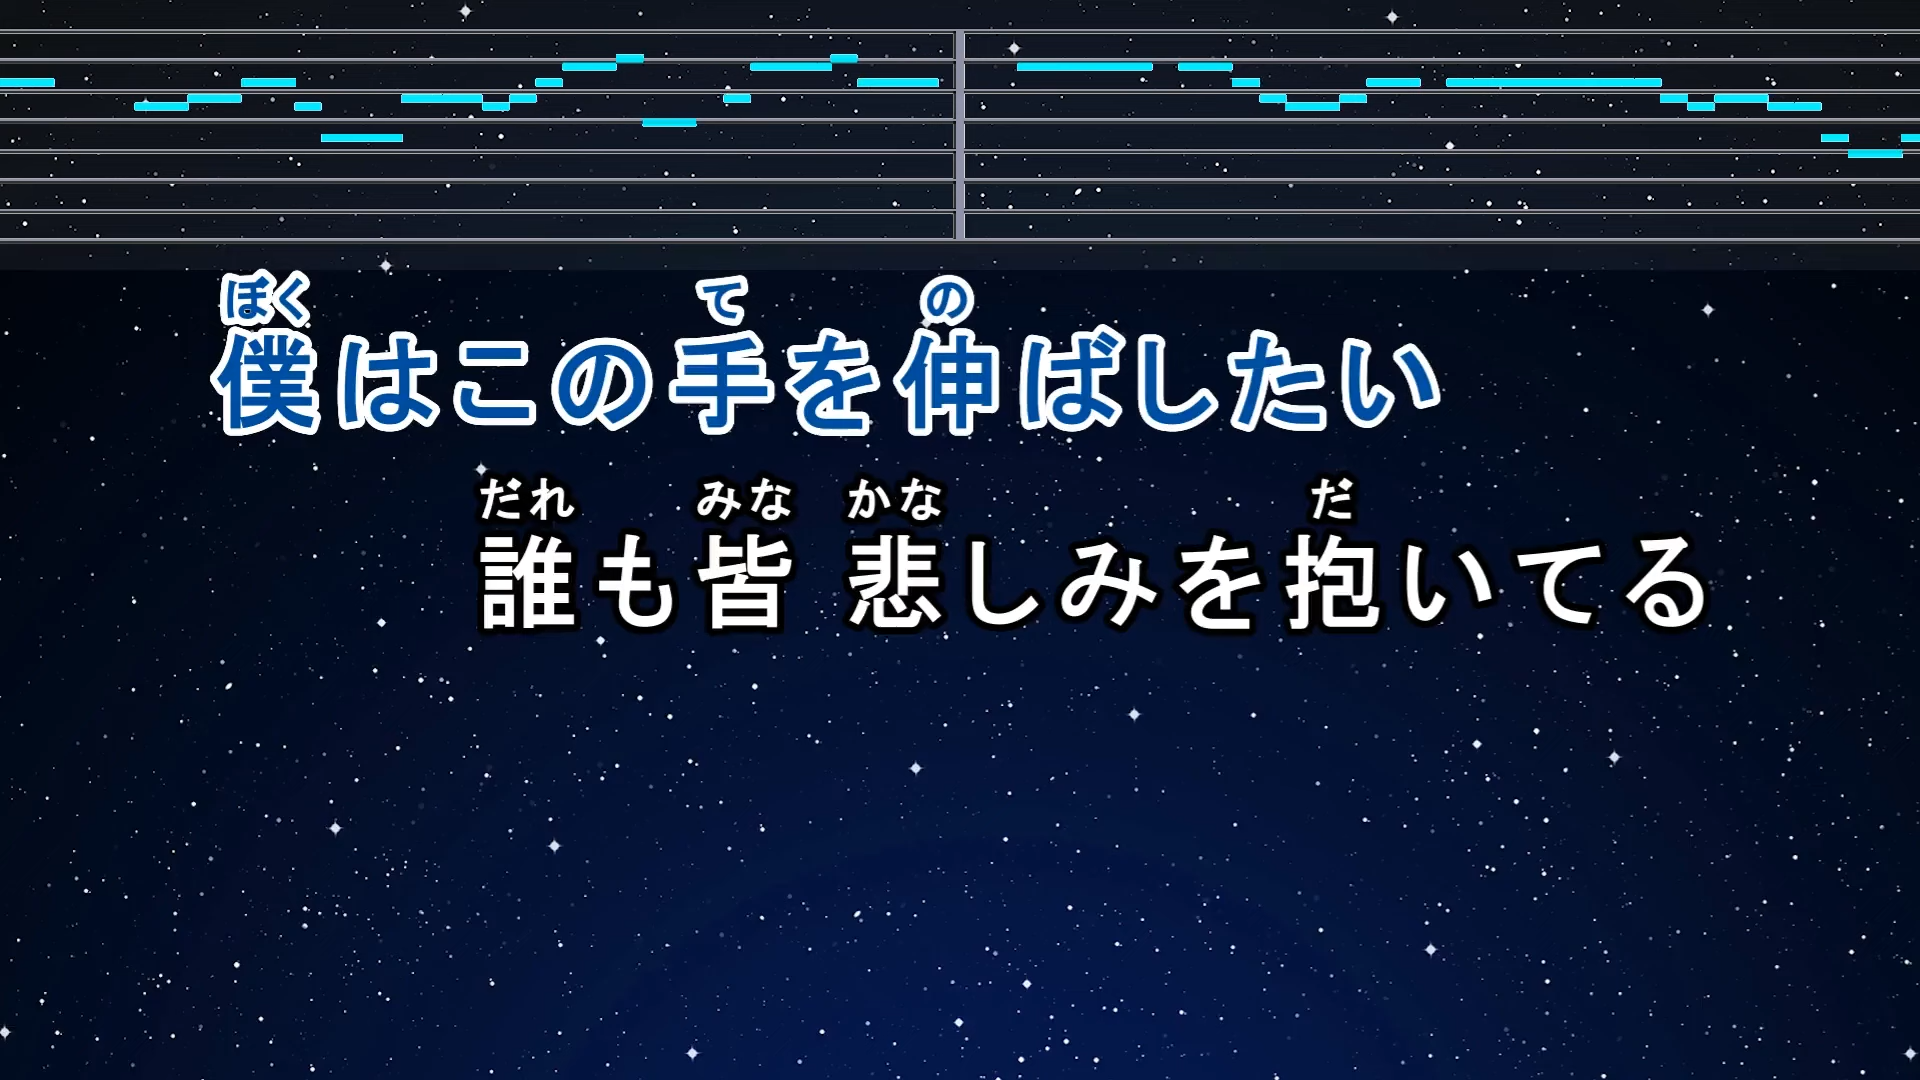 ぼく て の
僕はこの手を伸ばしたい
だれ みな かな だ
誰も皆 悲しみを抱いてる